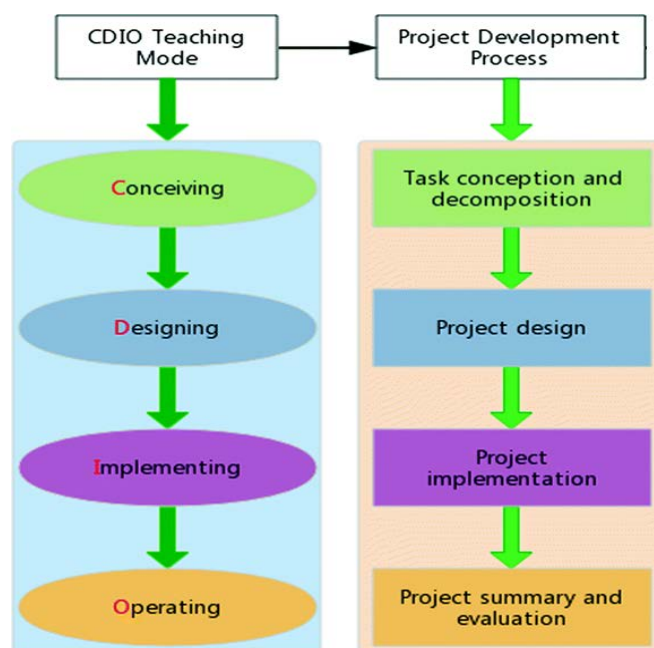 CDIO Teaching
Mode
Project Development
Process
Conceiving
Task conception and
decomposition
Designing
Project design
Implementing
Project
implementation
Operating
Project summary and
evaluation